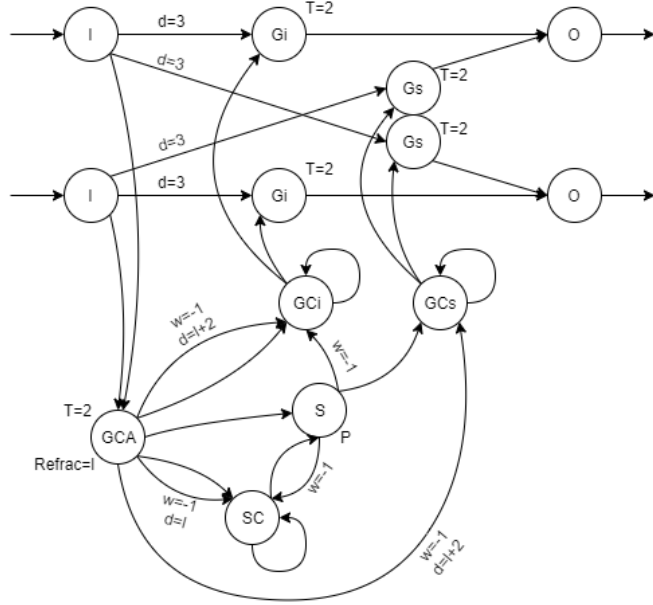 T=2
I
d=3
Gi
O
d=3
Gs
T=2
Gs
T=2
d=3
I
d=3
Gi
T=2
O
GCi
GCs
w=-1
d=l+2
w=-1
T=2
GCA
S
P
Refrac=l
w=-1
w=-1
d=l
SC
w=-1
d=l+2